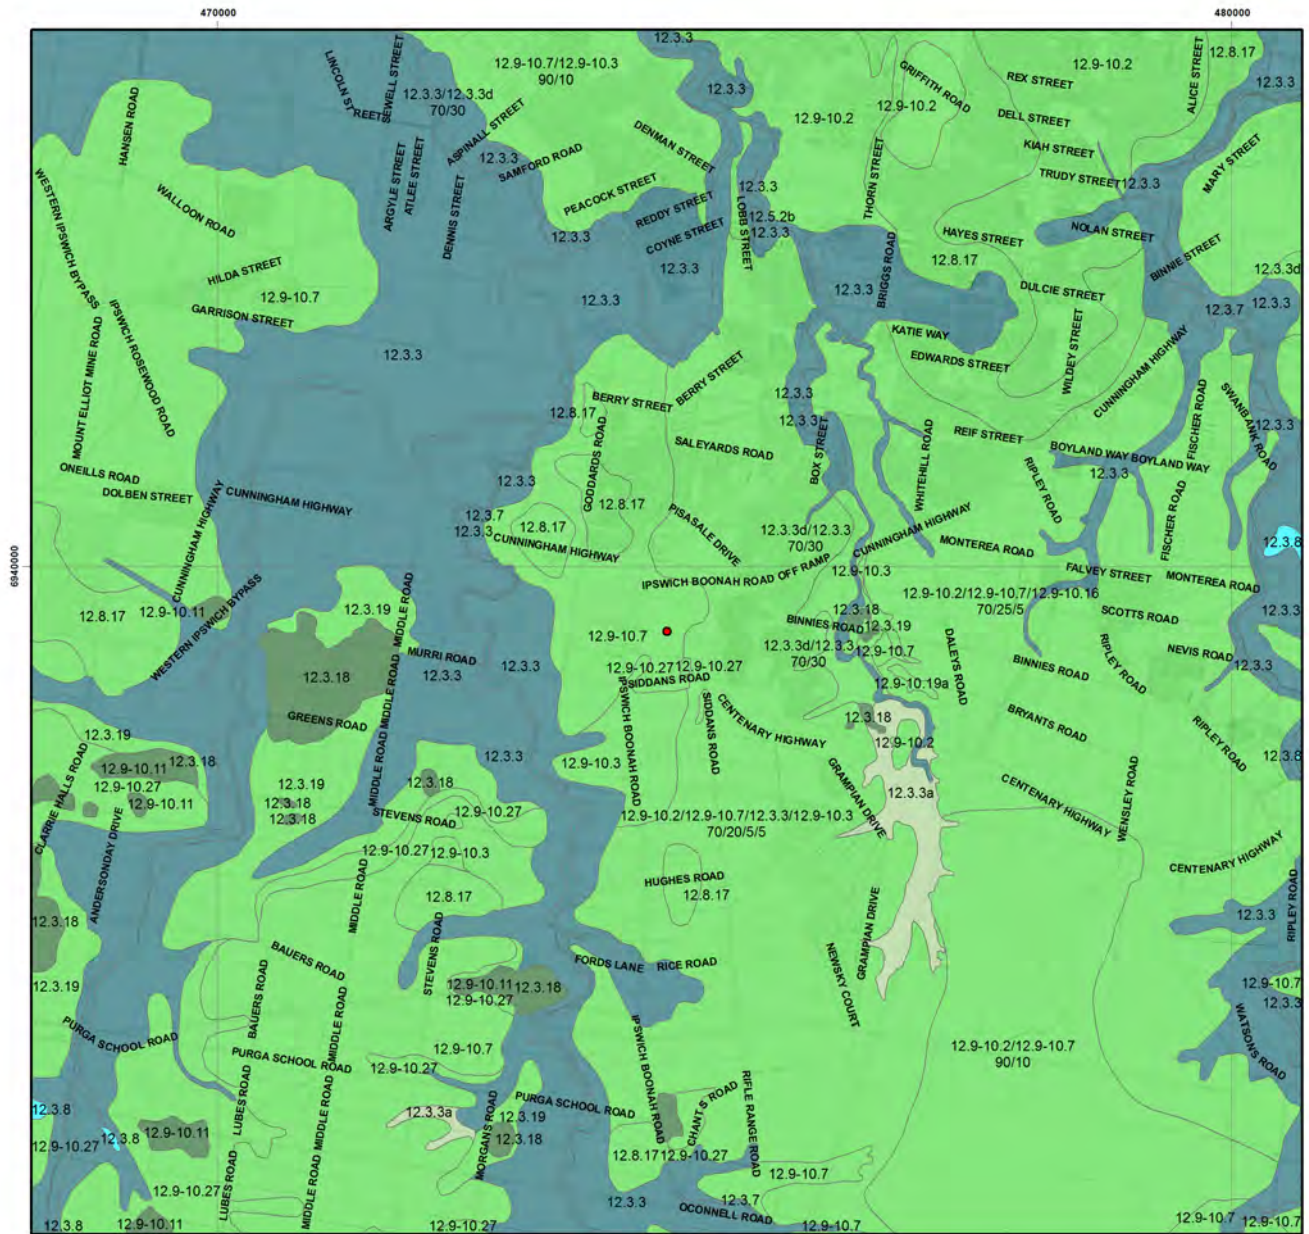 470000
480000
6940000
12.3.3
12.9-10.7/12.9-10.3
90/10
12.9-10.2
12.8.17
12.3.3
LINCOLN STREET
SEWELL STREET
12.3.3/12.3.3d
70/30
12.3.3
GRIFFITH ROAD
REX STREET
ALICE STREET
HANSEN ROAD
ASPINALL STREET
12.9-10.2
12.9-10.2
DELL STREET
DENMAN STREET
KIAH STREET
MARY STREET
ARGYLE STREET
ATLEE STREET
12.3.3
SAMFORD ROAD
THORN STREET
TRUDY STREET
12.3.3
WESTERN IPSWICH BYPASS
WALLOON ROAD
DENNIS STREET
PEACOCK STREET
12.3.3
REDDY STREET
LOBB STREET
12.5.2b
12.3.3
COYNE STREET
12.3.3
HAYES STREET
NOLAN STREET
BINNIE STREET
12.8.17
12.3.3
12.3.3d
HILDA STREET
12.9-10.7
GARRISON STREET
12.3.3
12.3.3
BRIGGS ROAD
DULCIE STREET
12.3.3
12.3.7
IPSWICH ROSEWOOD ROAD
MOUNT ELLIOT MINE ROAD
12.3.3
KATIE WAY
EDWARDS STREET
WILDEY STREET
CUNNINGHAM HIGHWAY
BERRY STREET
BERRY STREET
12.3.3
12.8.17
12.3.3
FISCHER ROAD
SWANBANK ROAD
12.3.3
GODDARDS ROAD
SALEYARDS ROAD
BOX STREET
WHITEHILL ROAD
REIF STREET
BOYLAND WAY
BOYLAND WAY
ONEILLS ROAD
DOLBEN STREET
CUNNINGHAM HIGHWAY
CUNNINGHAM HIGHWAY
12.3.3
12.3.7
12.3.3
12.8.17
12.8.17
CUNNINGHAM HIGHWAY
PISASALE DRIVE
12.3.3d/12.3.3
70/30
CUNNINGHAM HIGHWAY
RIPLEY ROAD
12.3.3
FISCHER ROAD
12.3.8
MONTEREA ROAD
IPSWICH BOONAH ROAD OFF RAMP
12.9-10.3
FALVEY STREET
MONTEREA ROAD
12.8.17
12.9-10.11
WESTERN IPSWICH BYPASS
12.3.19
MIDDLE ROAD
12.9-10.2/12.9-10.7/12.9-10.16
70/25/5
SCOTTS ROAD
12.3.3
12.9-10.7
BINNIES ROAD
12.3.18
12.3.19
12.3.3d/12.3.3
70/30
12.9-10.7
DALEYS ROAD
NEVIS ROAD
MURRI ROAD
12.3.3
12.3.3
12.3.18
12.9-10.27
12.9-10.27
SIDDANS ROAD
12.9-10.19a
BINNIES ROAD
RIPLEY ROAD
12.3.3
GREENS ROAD
MIDDLE ROAD
IPSWICH BOONAH ROAD
SIDDANS ROAD
CENTENARY HIGHWAY
12.3.18
12.9-10.2
BRYANTS ROAD
RIPLEY ROAD
12.3.19
12.3.8
12.9-10.11
12.3.18
12.9-10.27
12.9-10.11
CLARRIE HALLS ROAD
12.3.3
12.9-10.3
12.3.19
12.3.18
12.3.18
12.3.18
MIDDLE ROAD
GRAMPIAN DRIVE
12.3.3a
CENTENARY HIGHWAY
WENSLEY ROAD
STEVENS ROAD
12.9-10.27
12.9-10.2/12.9-10.7/12.3.3/12.9-10.3
70/20/5/5
ANDERSONDAY DRIVE
12.9-10.27
12.9-10.3
CENTENARY HIGHWAY
MIDDLE ROAD
12.8.17
HUGHES ROAD
12.8.17
12.3.18
STEVENS ROAD
GRAMPIAN DRIVE
12.3.3
RIPLEY ROAD
BAUERS ROAD
FORDS LANE
RICE ROAD
NEWSKY COURT
12.3.19
BAUERS ROAD
12.9-10.11
12.3.18
12.9-10.27
12.9-10.7
12.3.3
PURGA SCHOOL ROAD
MIDDLE ROAD
IPSWICH BOONAH ROAD
WATSONS ROAD
PURGA SCHOOL ROAD
12.9-10.7
12.9-10.27
12.9-10.2/12.9-10.7
90/10
LUBES ROAD
MIDDLE ROAD
12.3.8
12.3.3a
MORGANS ROAD
PURGA SCHOOL ROAD
12.3.19
12.3.18
CHANTS ROAD
RIFLE RANGE ROAD
12.9-10.27
12.3.8
12.9-10.11
12.8.17
12.9-10.27
12.9-10.7
12.9-10.27
LUBES ROAD
MIDDLE ROAD
12.3.3
12.3.7
OCONNELL ROAD
12.3.8
12.9-10.11
12.9-10.27
12.9-10.7
12.9-10.7
12.9-10.7